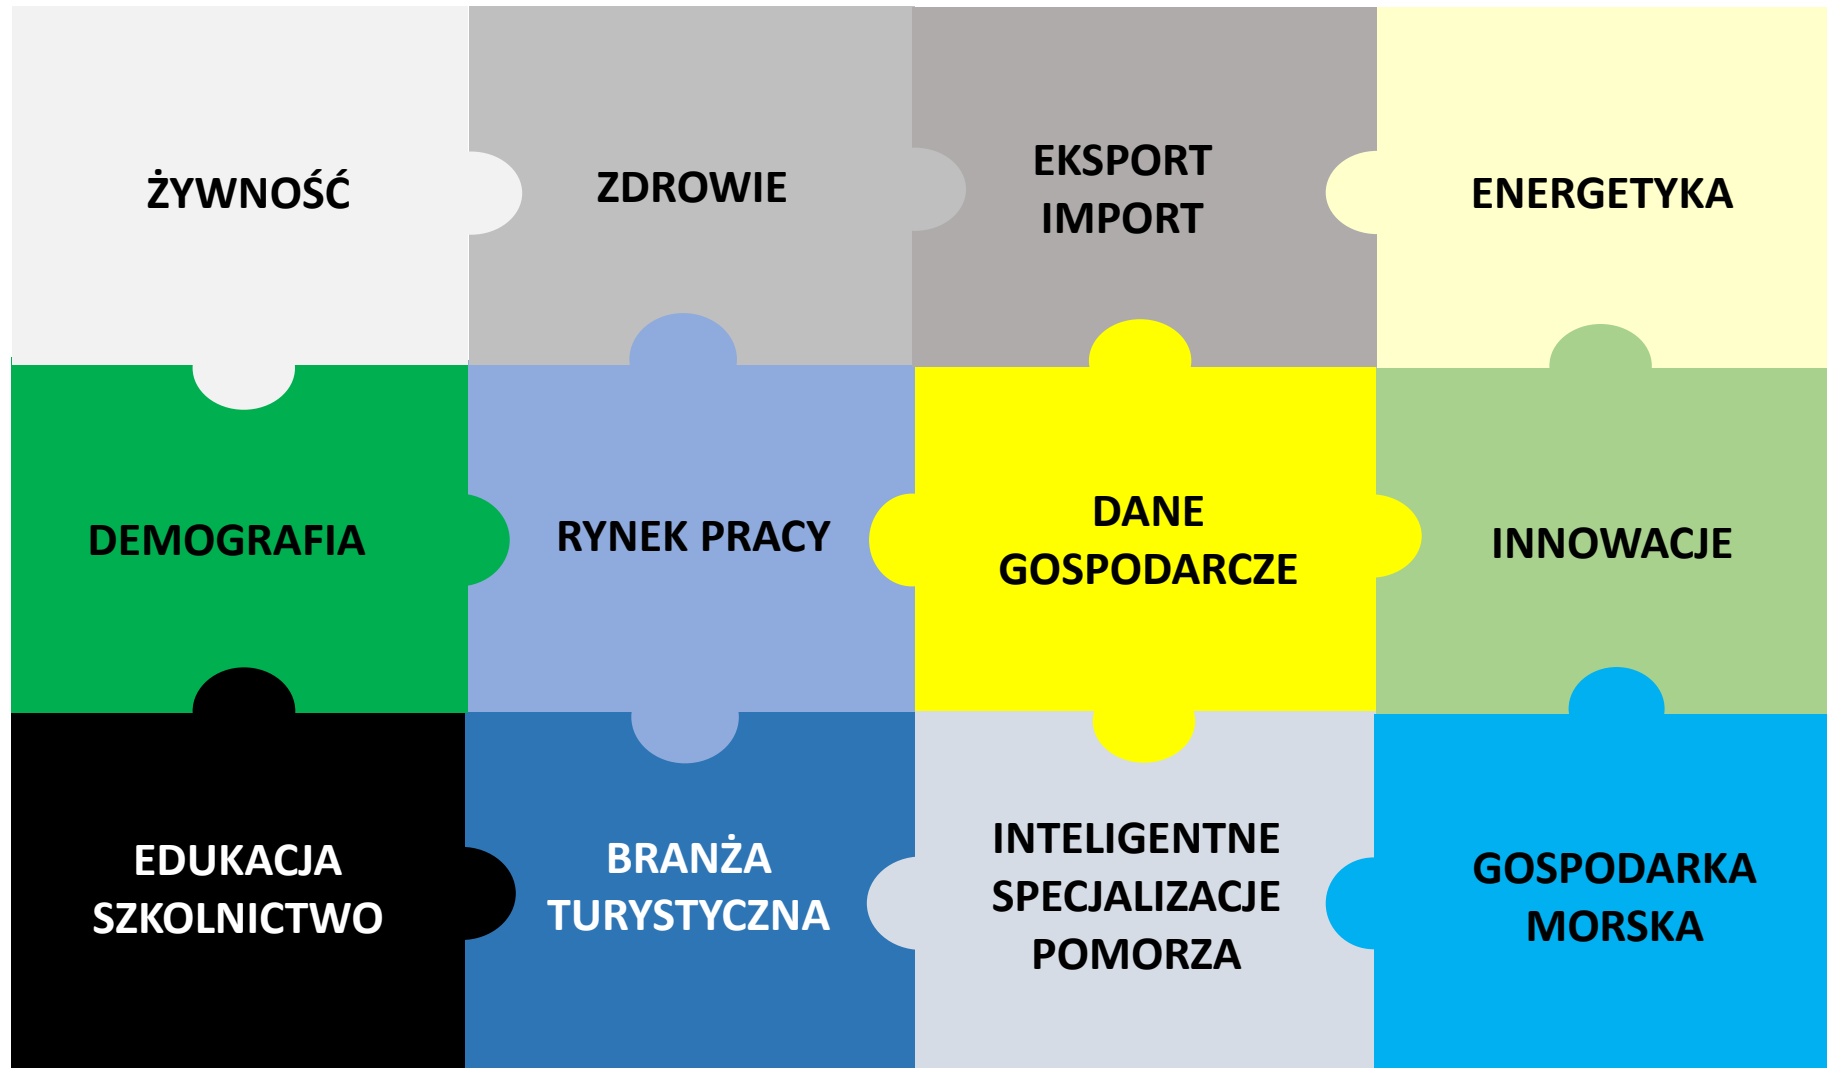 ŻYWNOŚĆ
ZDROWIE
EKSPORT
IMPORT
ENERGETYKA
DEMOGRAFIA
RYNEK PRACY
DANE
GOSPODARCZE
INNOWACJE
EDUKACJA
SZKOLNICTWO
BRANŻA
TURYSTYCZNA
INTELIGENTNE
SPECJALIZACJE
POMORZA
GOSPODARKA
MORSKA